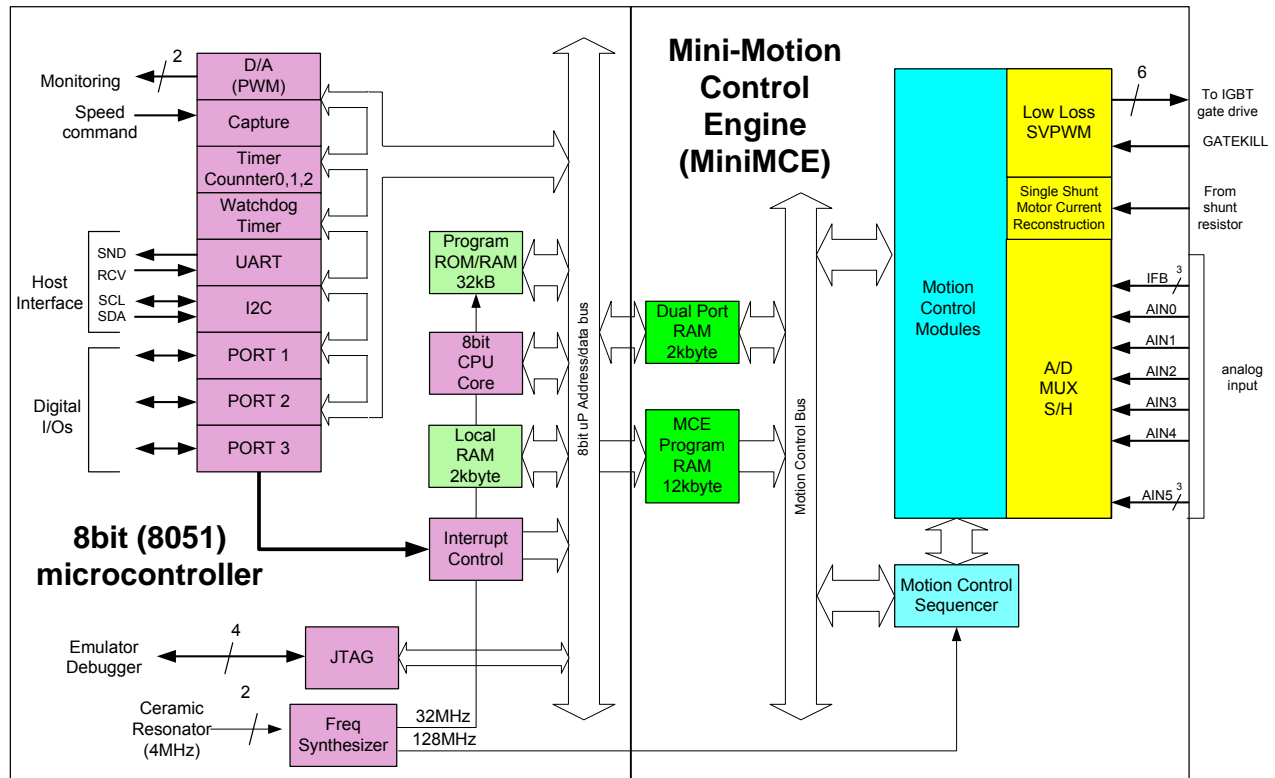 2
Monitoring
Speed
command
D/A
(PWM)
Capture
Timer
Counnter0,1,2
Watchdog
Timer
UART
I2C
PORT 1
PORT 2
PORT 3
Host
Interface
SND
RCV
SCL
SDA
Digital
I/Os
Program
ROM/RAM
32kB
8bit
CPU
Core
Local
RAM
2kbyte
Interrupt
Control
8bit (8051)
microcontroller
Emulator
Debugger
4
JTAG
Ceramic
Resonator
(4MHz)
2
Freq
Synthesizer
32MHz
128MHz
8bit uP Address/data bus
Mini-Motion
Control
Engine
(MiniMCE)
Dual Port
RAM
2kbyte
MCE
Program
RAM
12kbyte
Motion Control Bus
Motion
Control
Modules
Low Loss
SVPWM
Single Shunt
Motor Current
Reconstruction
A/D
MUX
S/H
Motion Control
Sequencer
6
To IGBT
gate drive
GATEKILL
From
shunt
resistor
IFB
3
AIN0
AIN1
AIN2
AIN3
AIN4
AIN5
3
analog
input